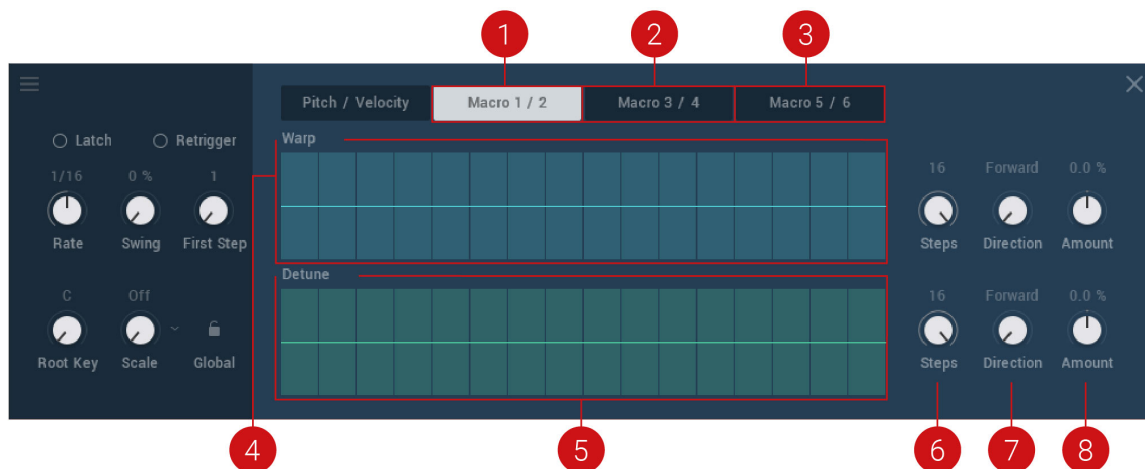 1 2 3
Pitch / Velocity Macro 1 / 2 Macro 3 / 4 Macro 5 / 6
Latch Retrigger
Warp
1/16 0 % 1
Rate Swing First Step
16 Forward 0.0 %
Steps Direction Amount
Detune
C Off
Root Key Scale Global
16 Forward 0.0 %
Steps Direction Amount
4 5 6 7 8